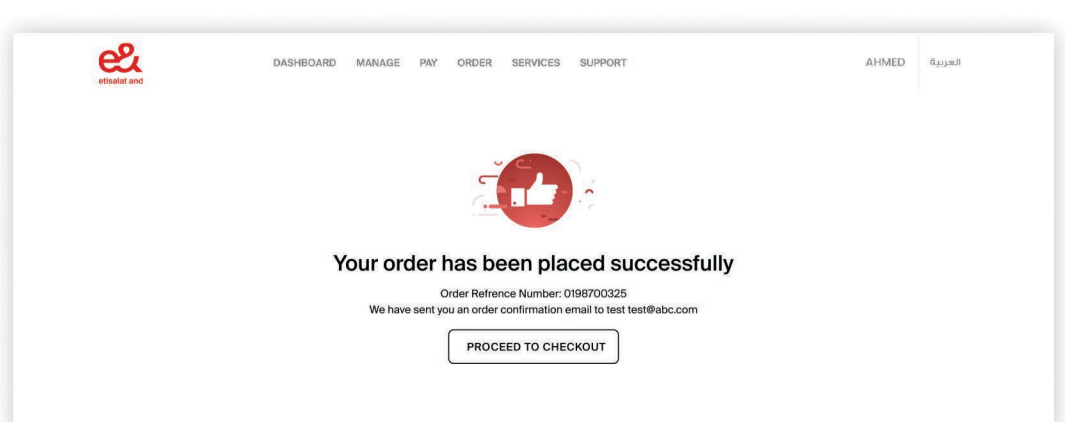 e&
etisalat and
DASHBOARD MANAGE PAY ORDER SERVICES SUPPORT AHMED العربية
Your order has been placed successfully
Order Refrence Number: 0198700325
We have sent you an order confirmation email to test test@abc.com
PROCEED TO CHECKOUT